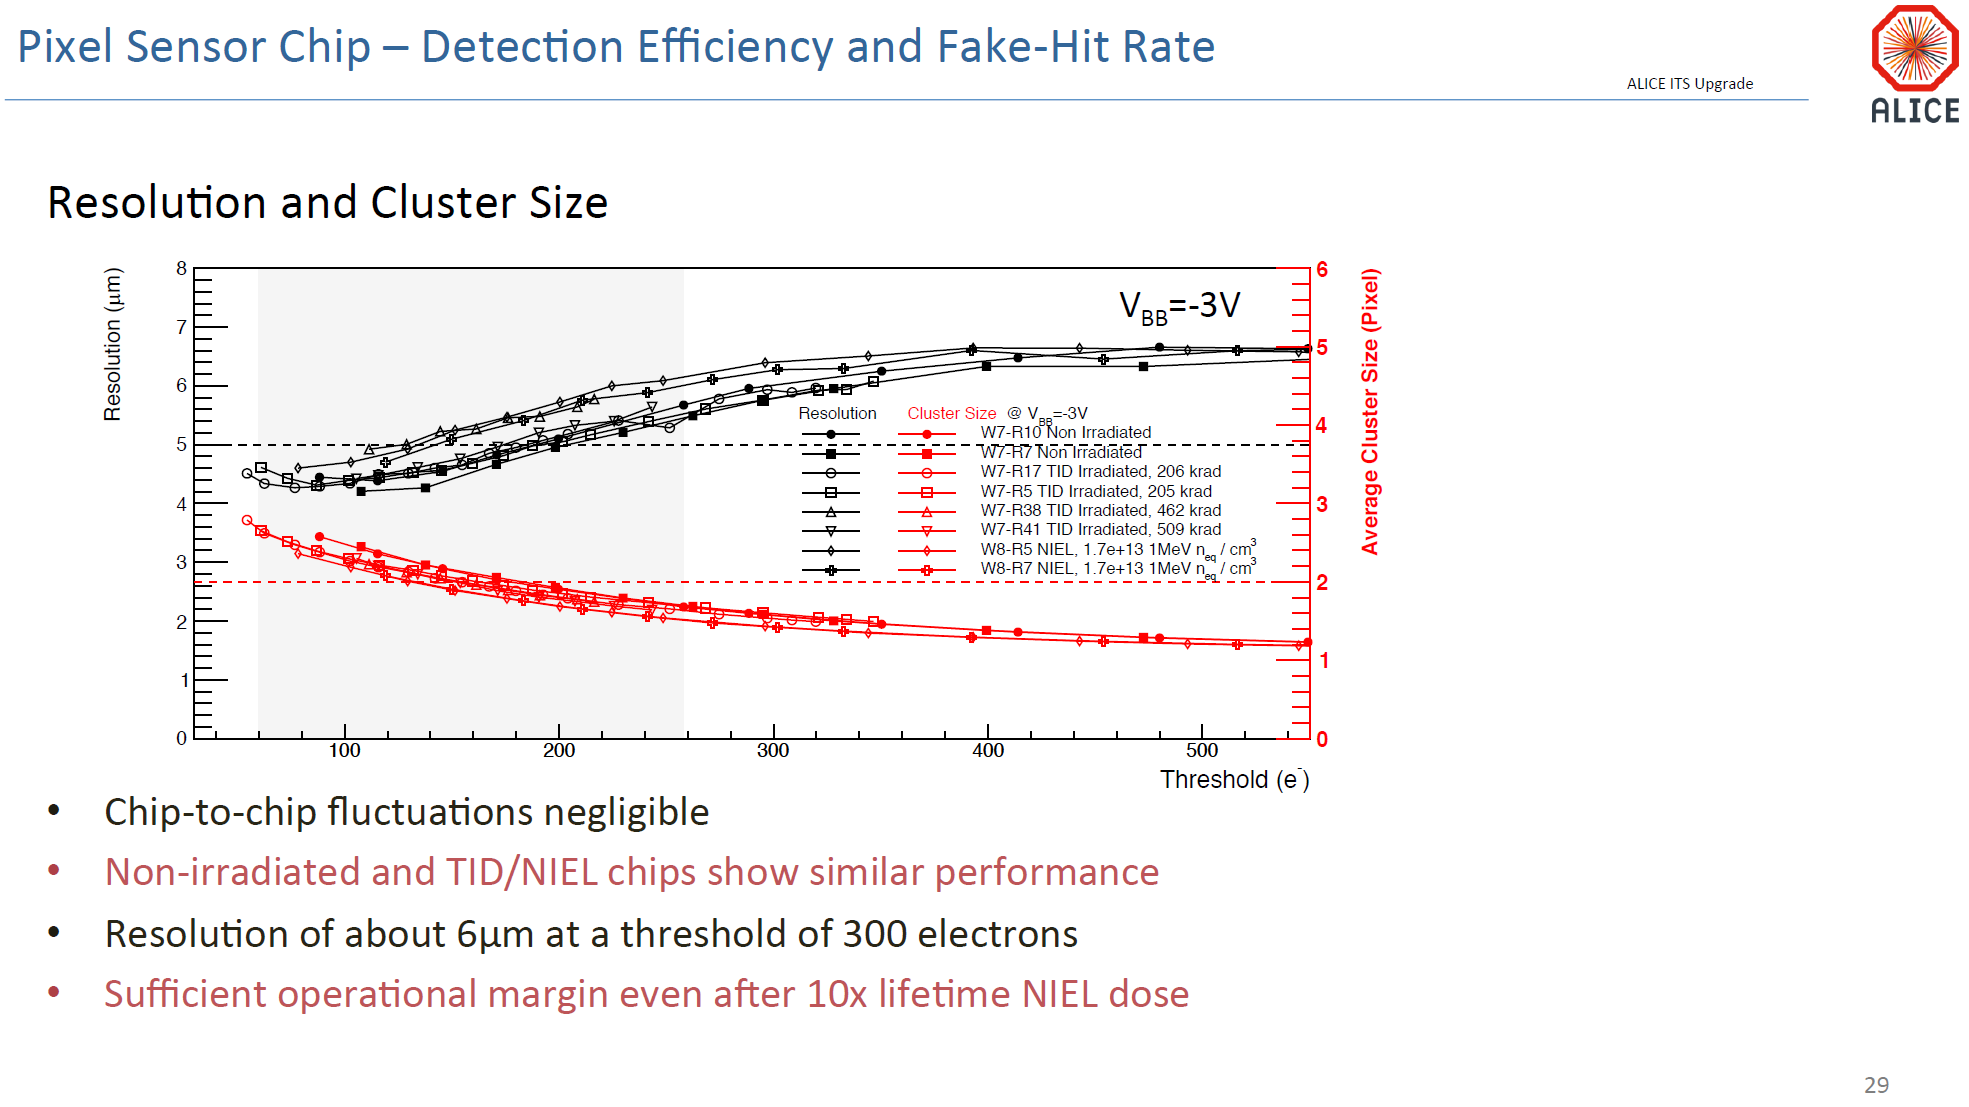 Pixel Sensor Chip – Detection Efficiency and Fake-Hit Rate
ALICE ITS Upgrade
ALICE
Resolution and Cluster Size
Resolution (μm)
8
7
6
5
4
3
2
1
0
V_BB=-3V
Resolution Cluster Size @ V_BB=-3V
W7-R10 Non Irradiated
W7-R7 Non Irradiated
W7-R17 TID Irradiated, 206 krad
W7-R5 TID Irradiated, 205 krad
W7-R38 TID Irradiated, 462 krad
W7-R41 TID Irradiated, 509 krad
W8-R5 NIEL, 1.7e+13 1MeV n_eq / cm^3
W8-R7 NIEL, 1.7e+13 1MeV n_eq / cm^3
6
5
4
3
2
1
0
Average Cluster Size (Pixel)
100 200 300 400 500
Threshold (e^-)
• Chip-to-chip fluctuations negligible
• Non-irradiated and TID/NIEL chips show similar performance
• Resolution of about 6μm at a threshold of 300 electrons
• Sufficient operational margin even after 10x lifetime NIEL dose
29